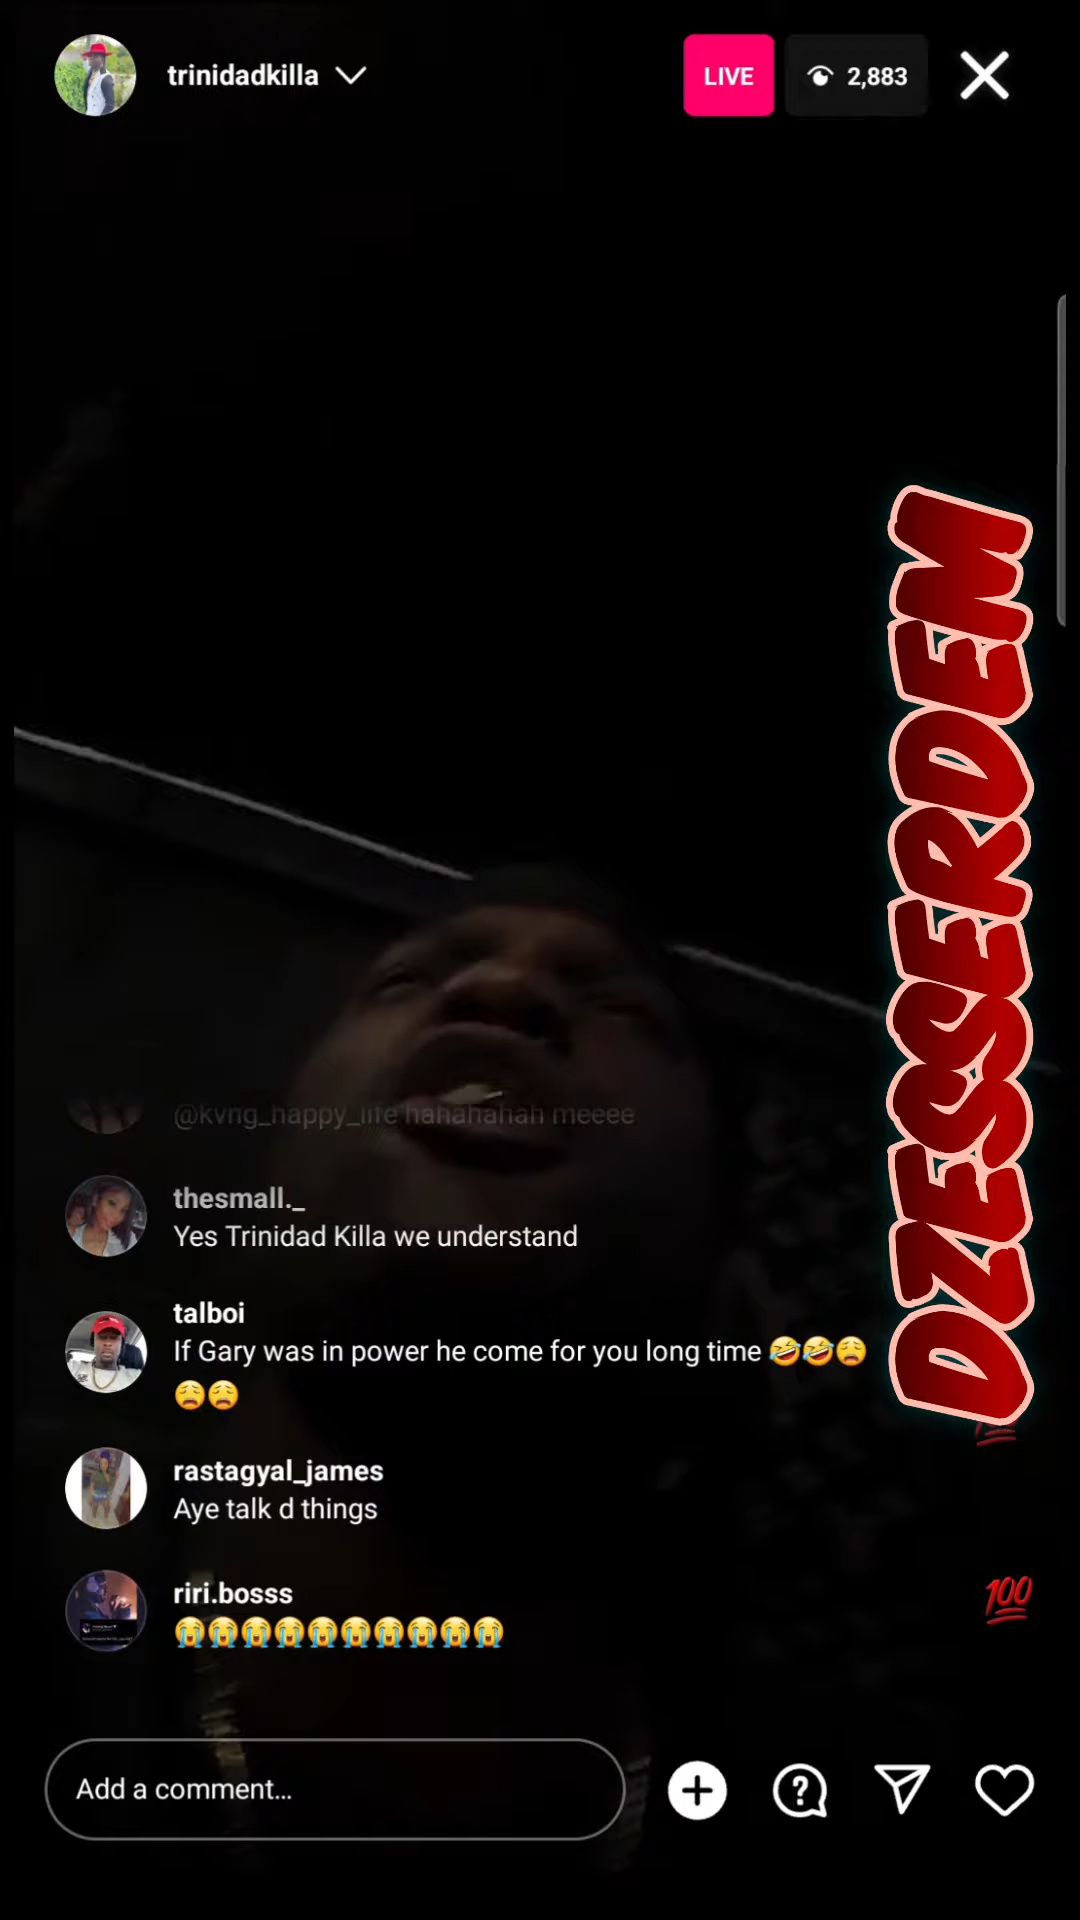 trinidadkilla
LIVE
2,883
@kvng_happy_life hahahahah meeee
thesmall._
Yes Trinidad Killa we understand
talboi
If Gary was in power he come for you long time 🤣🤣😩
😩😩
rastagyal_james
Aye talk d things
riri.bosss
😭😭😭😭😭😭😭😭😭😭
💯
Add a comment...
DZESSERDEM